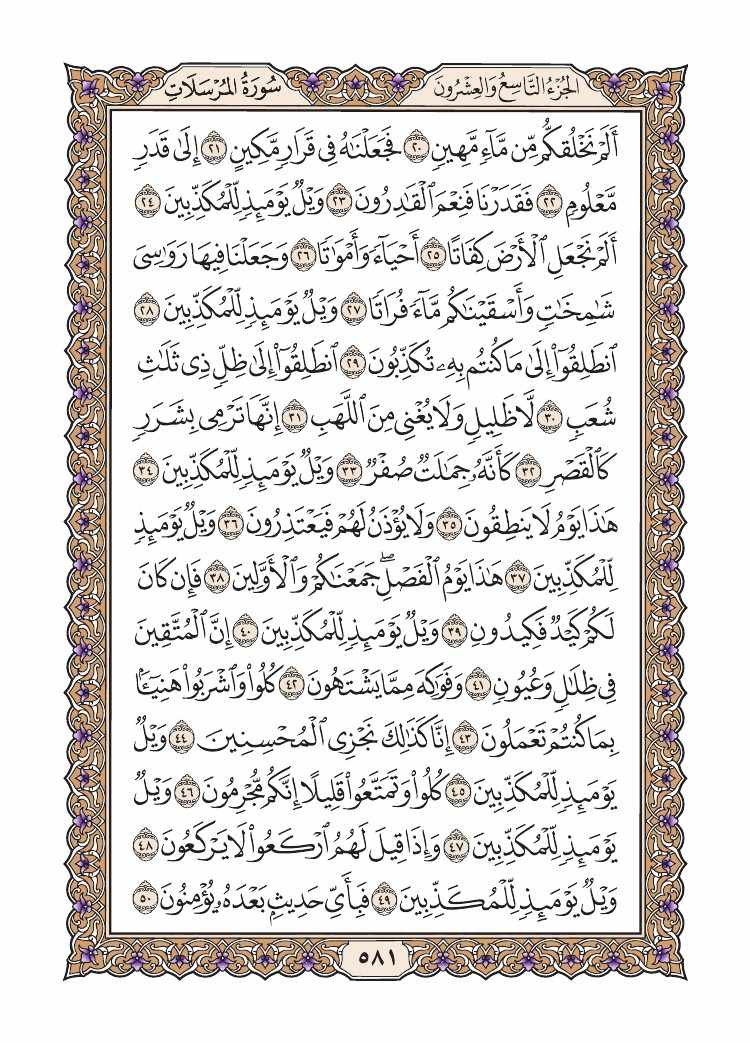 الجُزْءُ التَّاسِعُ وَالعِشْرُونَ سُورَةُ المُرْسَلَاتِ
أَلَمْ نَخْلُقكُّم مِّن مَّآءٖ مَّهِينٖ ٢٠ فَجَعَلْنَٰهُ فِى قَرَارٖ مَّكِينٍ ٢١ إِلَىٰ قَدَرٖ
مَّعْلُومٖ ٢٢ فَقَدَرْنَا فَنِعْمَ ٱلْقَٰدِرُونَ ٢٣ وَيْلٞ يَوْمَئِذٖ لِّلْمُكَذِّبِينَ ٢٤
أَلَمْ نَجْعَلِ ٱلْأَرْضَ كِفَاتًا ٢٥ أَحْيَآءٗ وَأَمْوَٰتٗا ٢٦ وَجَعَلْنَا فِيهَا رَوَٰسِىَ
شَٰمِخَٰتٖ وَأَسْقَيْنَٰكُم مَّآءٗ فُرَاتٗا ٢٧ وَيْلٞ يَوْمَئِذٖ لِّلْمُكَذِّبِينَ ٢٨
ٱنطَلِقُوٓا۟ إِلَىٰ مَا كُنتُم بِهِۦ تُكَذِّبُونَ ٢٩ ٱنطَلِقُوٓا۟ إِلَىٰ ظِلّٖ ذِى ثَلَٰثِ
شُعَبٖ ٣٠ لَّا ظَلِيلٖ وَلَا يُغْنِى مِنَ ٱللَّهَبِ ٣١ إِنَّهَا تَرْمِى بِشَرَرٖ
كَٱلْقَصْرِ ٣٢ كَأَنَّهُۥ جِمَٰلَتٞ صُفْرٞ ٣٣ وَيْلٞ يَوْمَئِذٖ لِّلْمُكَذِّبِينَ ٣٤
هَٰذَا يَوْمُ لَا يَنطِقُونَ ٣٥ وَلَا يُؤْذَنُ لَهُمْ فَيَعْتَذِرُونَ ٣٦ وَيْلٞ يَوْمَئِذٖ
لِّلْمُكَذِّبِينَ ٣٧ هَٰذَا يَوْمُ ٱلْفَصْلِۖ جَمَعْنَٰكُمْ وَٱلْأَوَّلِينَ ٣٨ فَإِن كَانَ
لَكُمْ كَيْدٞ فَكِيدُونِ ٣٩ وَيْلٞ يَوْمَئِذٖ لِّلْمُكَذِّبِينَ ٤٠ إِنَّ ٱلْمُتَّقِينَ
فِى ظِلَٰلٖ وَعُيُونٖ ٤١ وَفَوَٰكِهَ مِمَّا يَشْتَهُونَ ٤٢ كُلُوا۟ وَٱشْرَبُوا۟ هَنِيٓـَٔۢا
بِمَا كُنتُمْ تَعْمَلُونَ ٤٣ إِنَّا كَذَٰلِكَ نَجْزِى ٱلْمُحْسِنِينَ ٤٤ وَيْلٞ
يَوْمَئِذٖ لِّلْمُكَذِّبِينَ ٤٥ كُلُوا۟ وَتَمَتَّعُوا۟ قَلِيلًا إِنَّكُم مُّجْرِمُونَ ٤٦ وَيْلٞ
يَوْمَئِذٖ لِّلْمُكَذِّبِينَ ٤٧ وَإِذَا قِيلَ لَهُمُ ٱرْكَعُوا۟ لَا يَرْكَعُونَ ٤٨
وَيْلٞ يَوْمَئِذٖ لِّلْمُكَذِّبِينَ ٤٩ فَبِأَىِّ حَدِيثِۭ بَعْدَهُۥ يُؤْمِنُونَ ٥٠
٥٨١